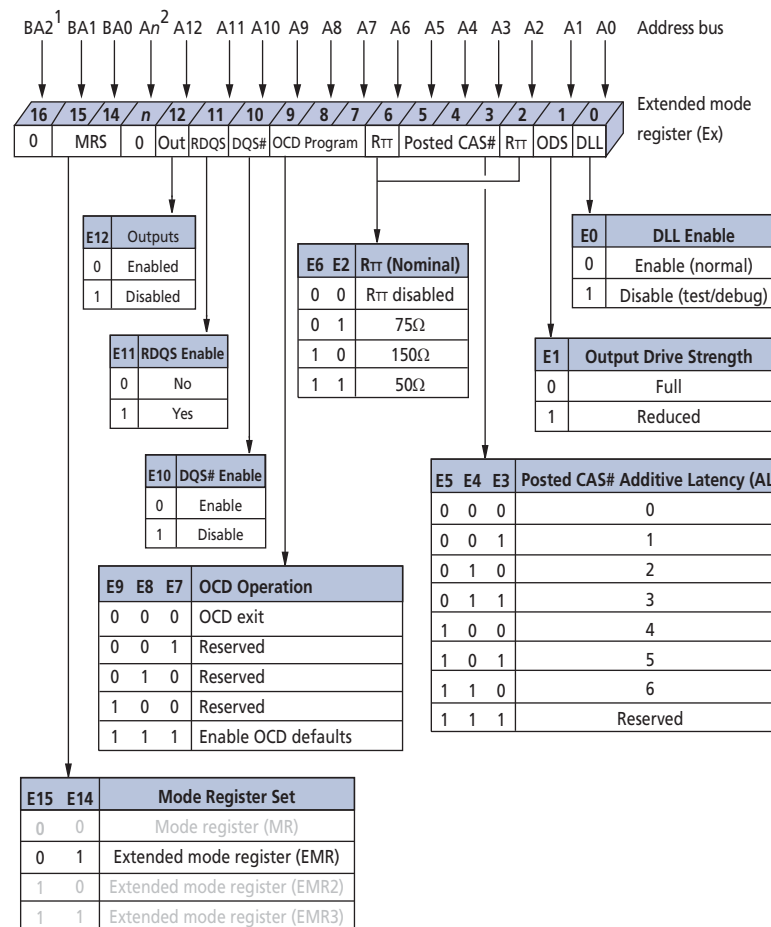 BA2¹ BA1 BA0 An² A12 A11 A10 A9 A8 A7 A6 A5 A4 A3 A2 A1 A0 Address bus
16 15 14 n 12 11 10 9 8 7 6 5 4 3 2 1 0
Extended mode
register (Ex)
0 MRS 0 Out RDQS DQS# OCD Program RTT Posted CAS# RTT ODS DLL
E12 Outputs
0 Enabled
1 Disabled
E6 E2 RTT (Nominal)
0 0 RTT disabled
0 1 75Ω
1 0 150Ω
1 1 50Ω
E0 DLL Enable
0 Enable (normal)
1 Disable (test/debug)
E11 RDQS Enable
0 No
1 Yes
E1 Output Drive Strength
0 Full
1 Reduced
E10 DQS# Enable
0 Enable
1 Disable
E5 E4 E3 Posted CAS# Additive Latency (AL
0 0 0 0
0 0 1 1
0 1 0 2
0 1 1 3
1 0 0 4
1 0 1 5
1 1 0 6
1 1 1 Reserved
E9 E8 E7 OCD Operation
0 0 0 OCD exit
0 0 1 Reserved
0 1 0 Reserved
1 0 0 Reserved
1 1 1 Enable OCD defaults
E15 E14 Mode Register Set
0 0 Mode register (MR)
0 1 Extended mode register (EMR)
1 0 Extended mode register (EMR2)
1 1 Extended mode register (EMR3)